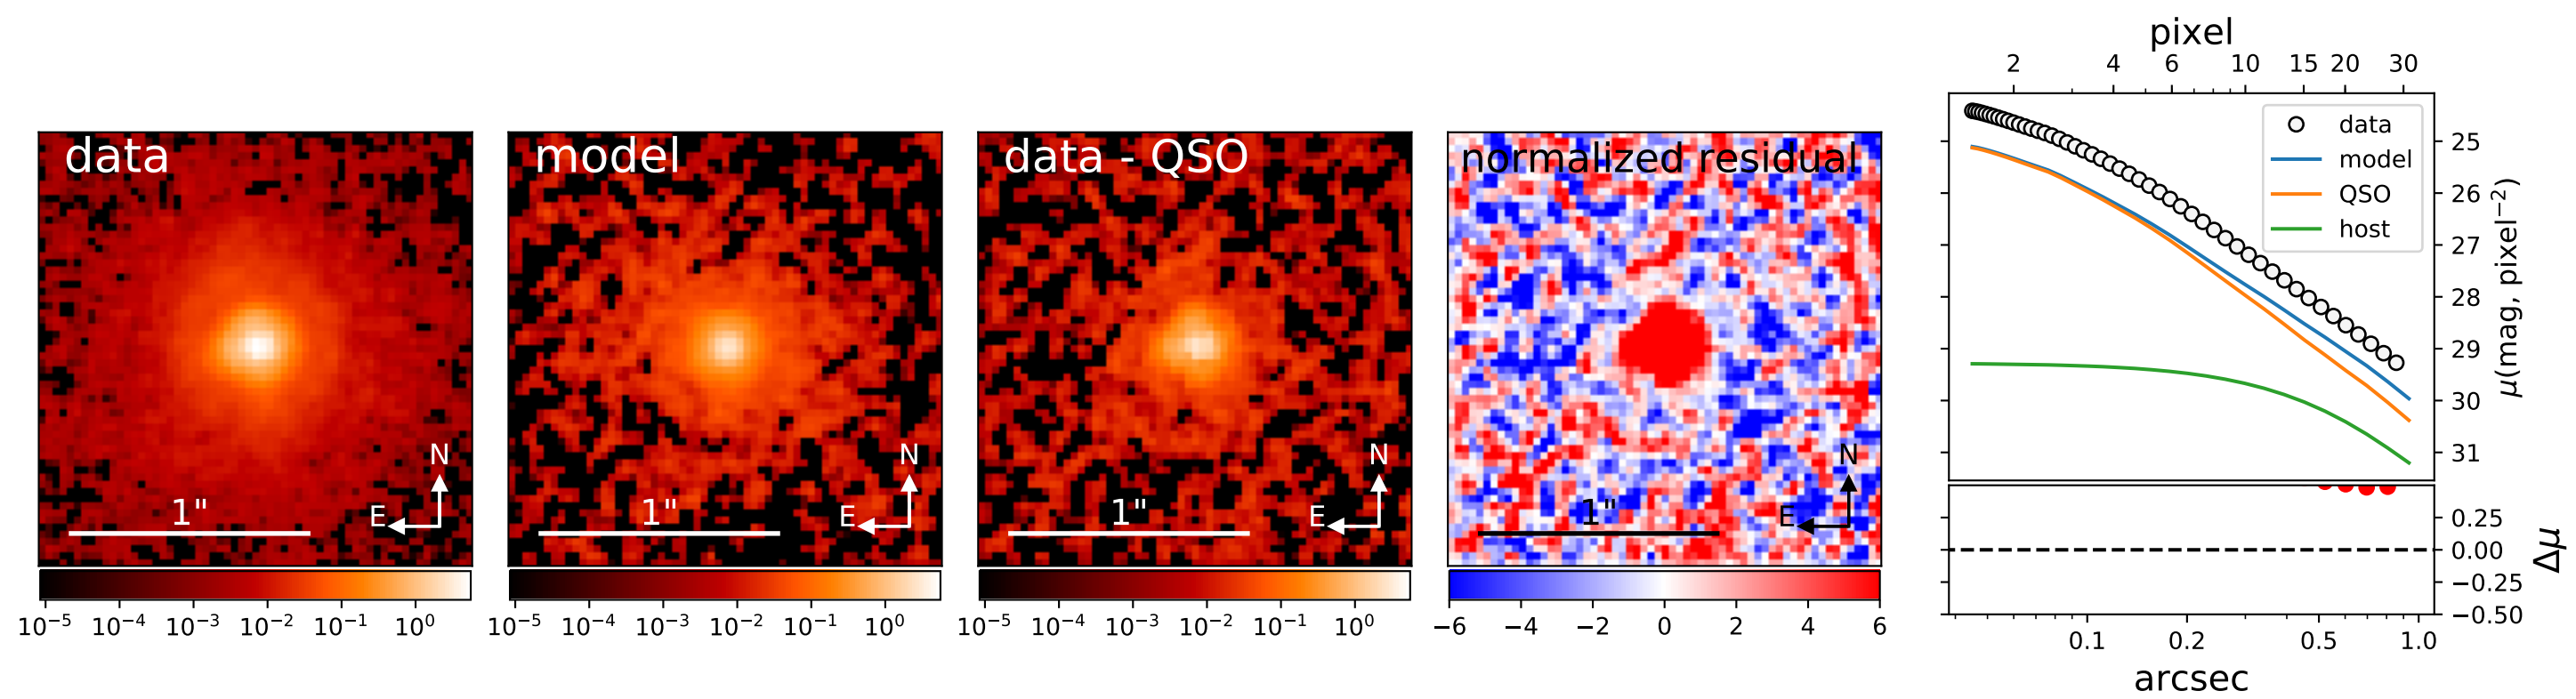 data
N
E
1"
10⁻⁵ 10⁻⁴ 10⁻³ 10⁻² 10⁻¹ 10⁰
model
N
E
1"
10⁻⁵ 10⁻⁴ 10⁻³ 10⁻² 10⁻¹ 10⁰
data - QSO
N
E
1"
10⁻⁵ 10⁻⁴ 10⁻³ 10⁻² 10⁻¹ 10⁰
normalized residual
N
E
1"
−6 −4 −2 0 2 4 6
pixel
2 4 6 10 15 20 30
data
model
QSO
host
25
26
27
28
29
30
31
μ(mag, pixel⁻²)
0.25
0.00
−0.25
−0.50
Δμ
0.1 0.2 0.5 1.0
arcsec